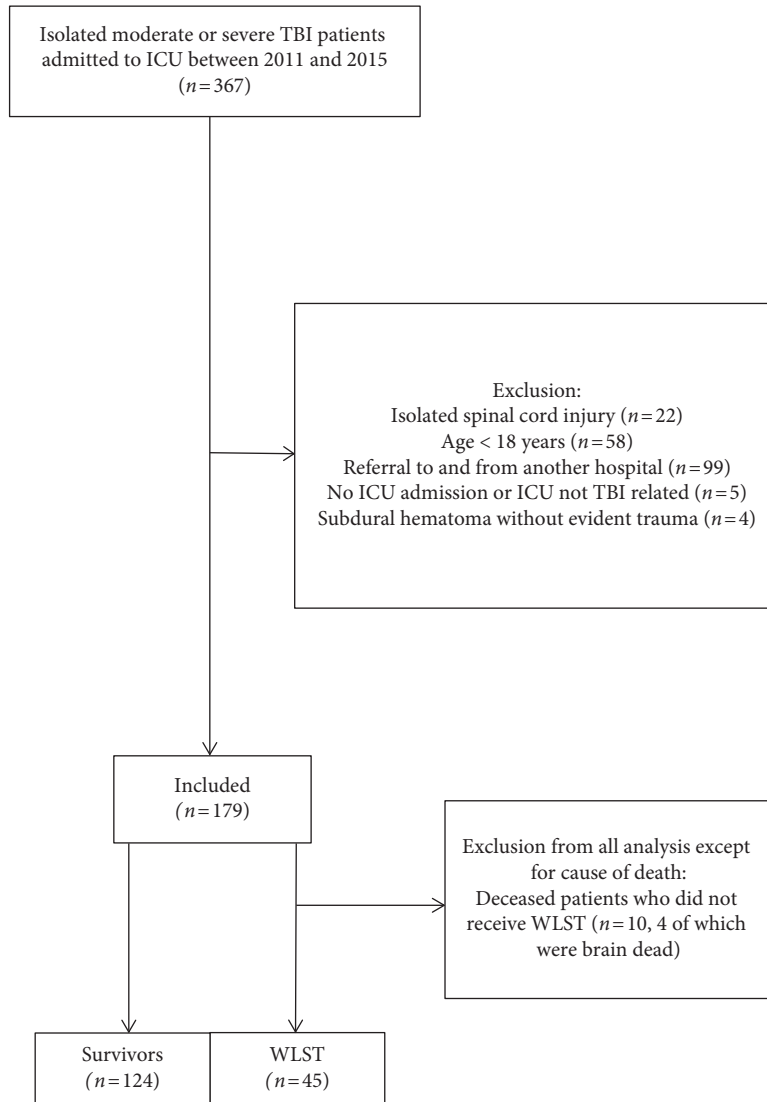 Isolated moderate or severe TBI patients
admitted to ICU between 2011 and 2015
(n=367)
Exclusion:
Isolated spinal cord injury (n=22)
Age < 18 years (n=58)
Referral to and from another hospital (n=99)
No ICU admission or ICU not TBI related (n=5)
Subdural hematoma without evident trauma (n=4)
Included
(n=179)
Exclusion from all analysis except
for cause of death:
Deceased patients who did not
receive WLST (n=10, 4 of which
were brain dead)
Survivors
(n=124)
WLST
(n=45)